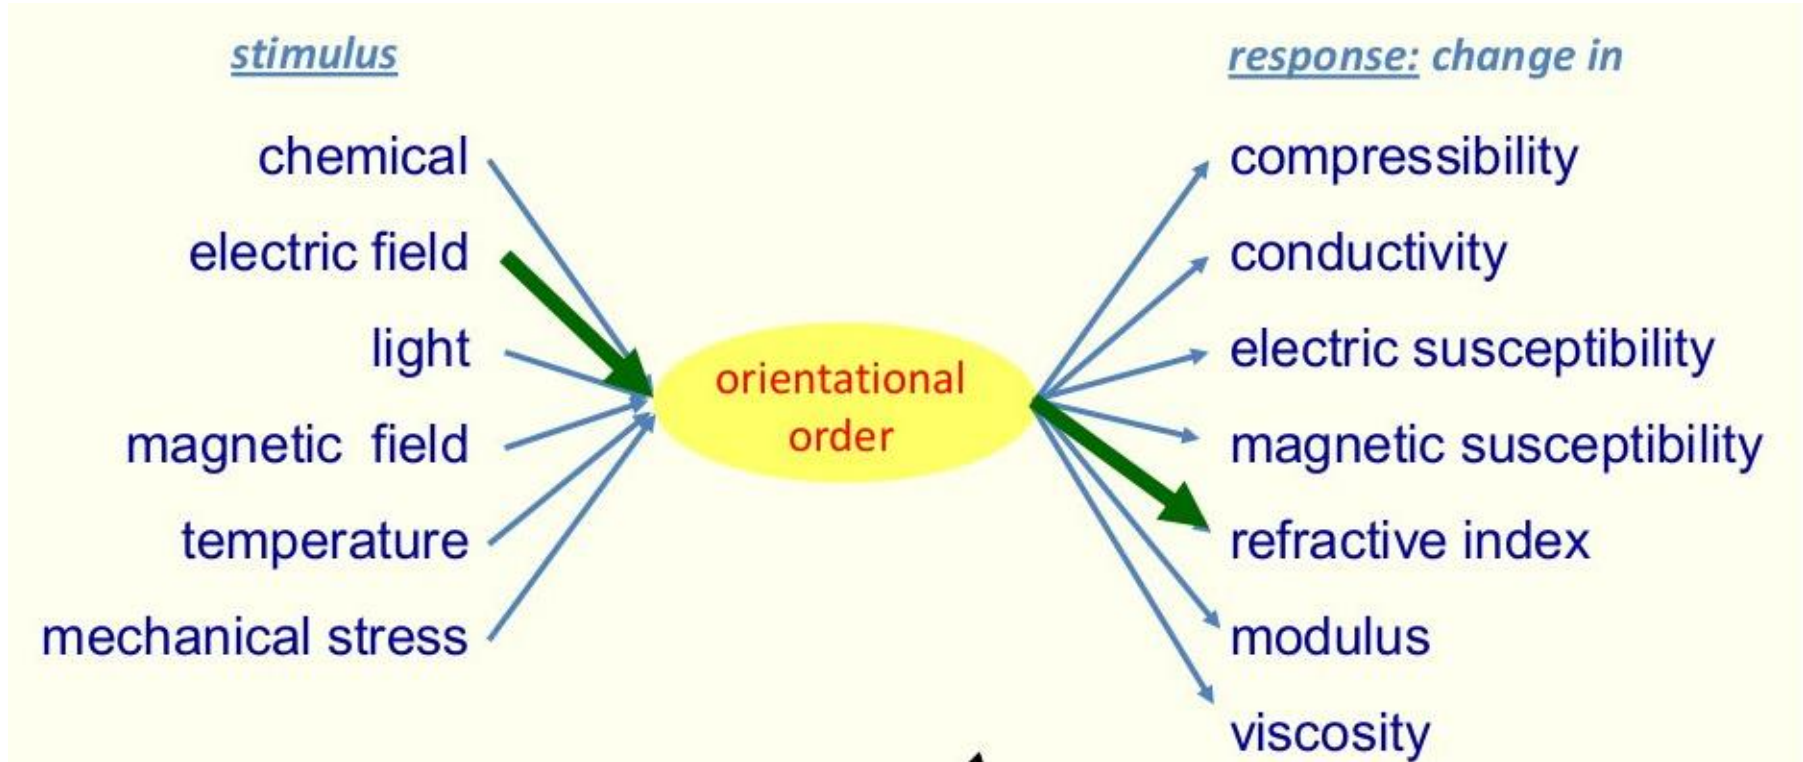 stimulus
response: change in
chemical
electric field
light
magnetic field
temperature
mechanical stress
orientational
order
compressibility
conductivity
electric susceptibility
magnetic susceptibility
refractive index
modulus
viscosity